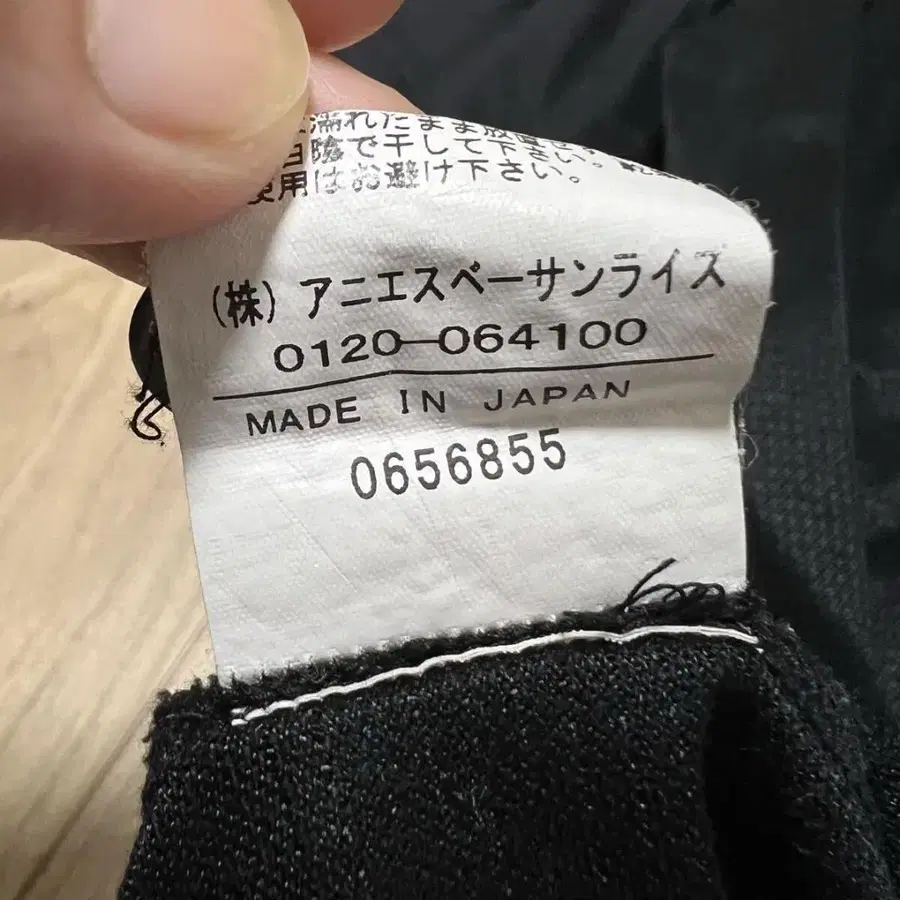 濡れたまま放置せ
日陰で干して下さい。
使用はお避け下さい。
(株)アニエスベーサンライズ
0120-064100
MADE IN JAPAN
0656855